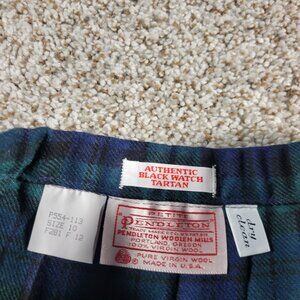 AUTHENTIC
BLACK WATCH
TARTAN
P554-113
SIZE 10
F281 F 12
PETITE
PENDLETON
PENDLETON WOOLEN MILLS
PORTLAND, OREGON
100% VIRGIN WOOL
PURE VIRGIN WOOL
MADE IN U.S.A.
dry
clean